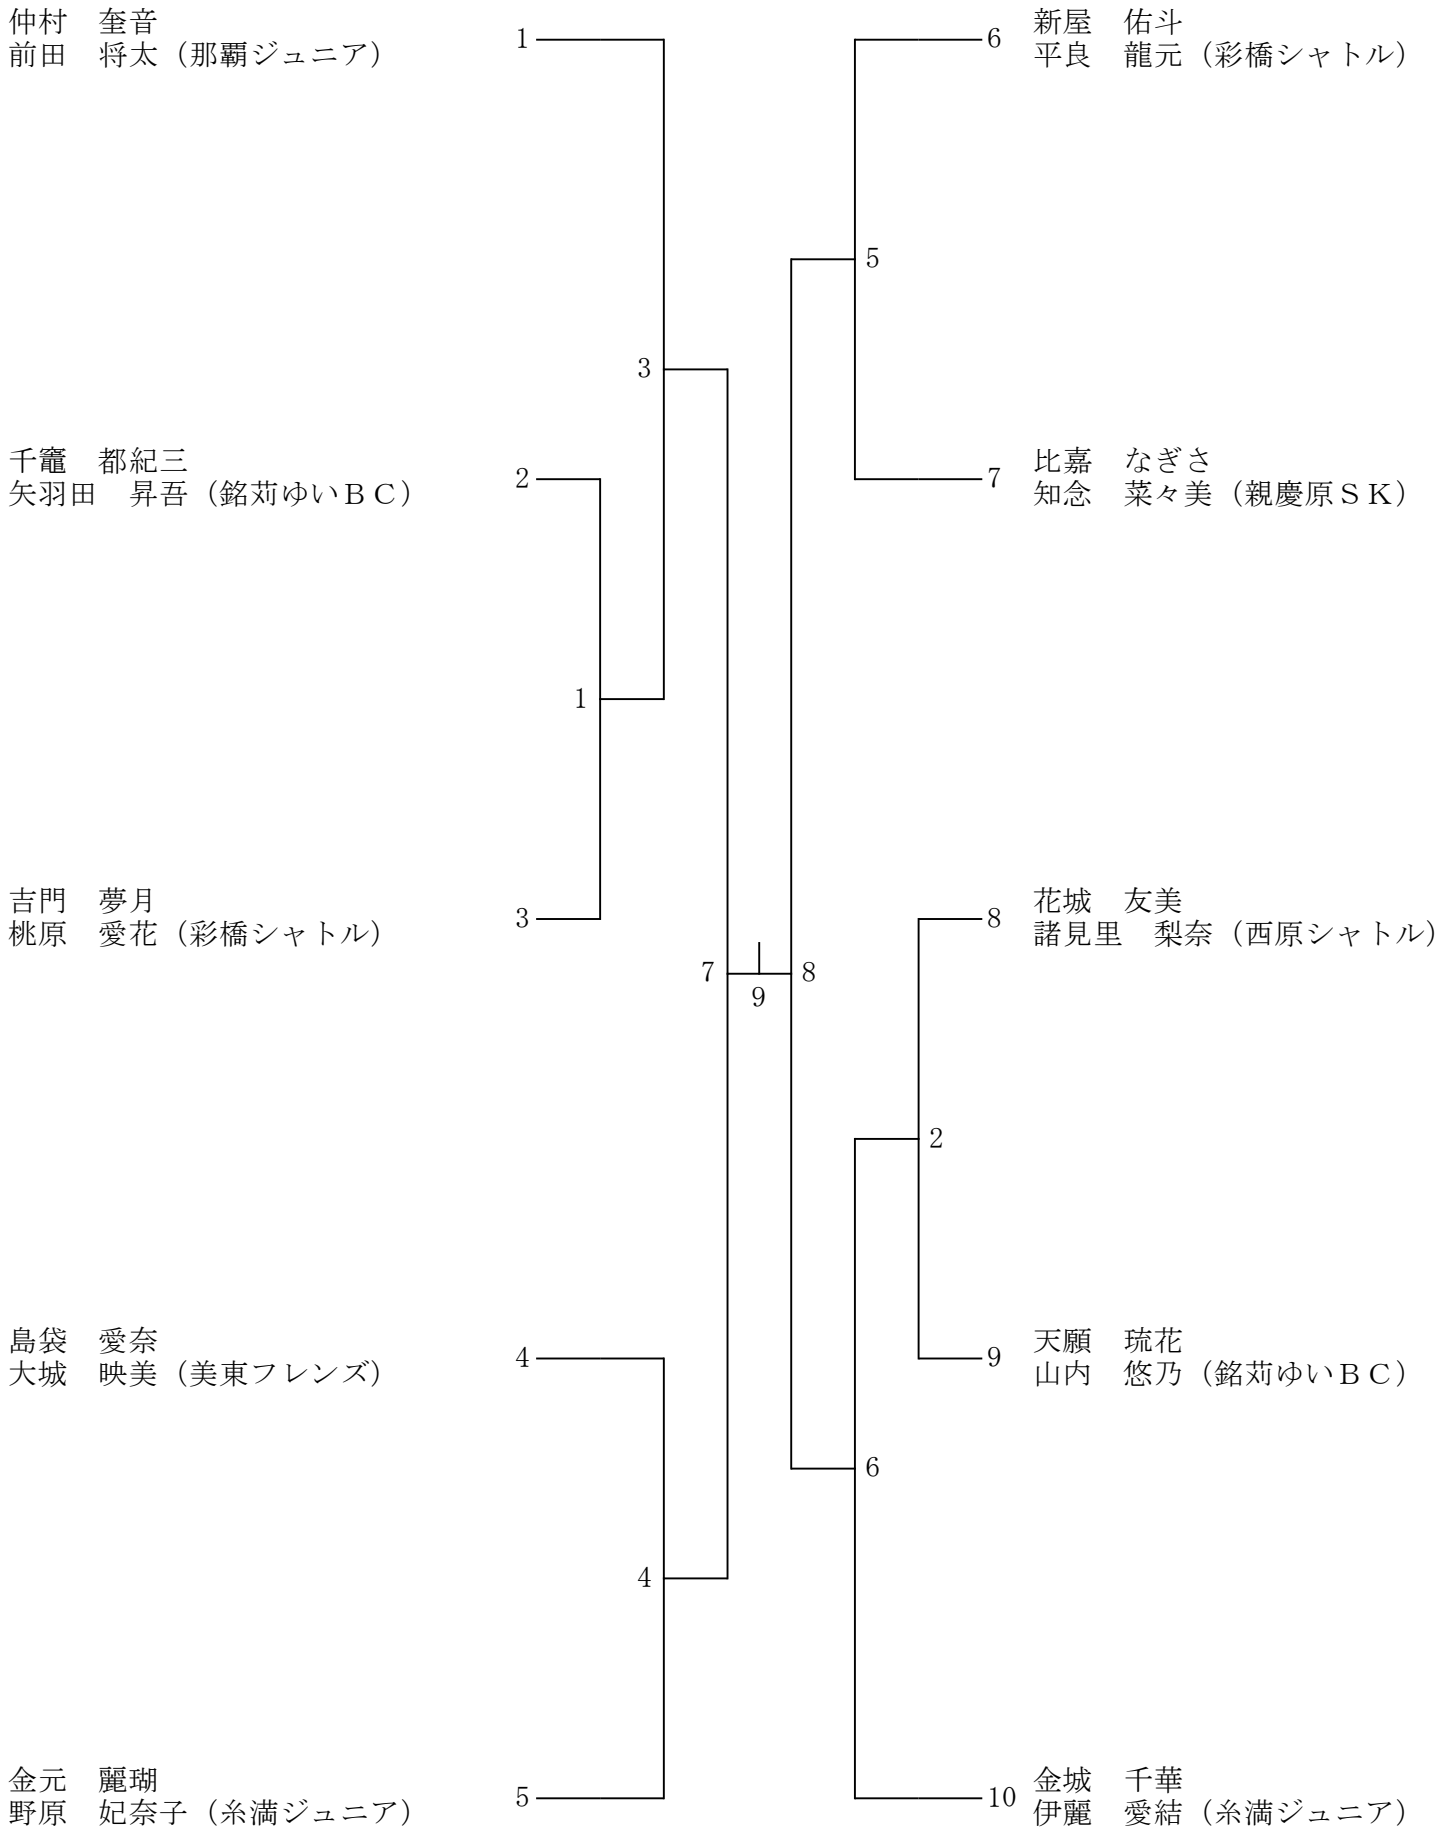 仲村　奎音
前田　将太（那覇ジュニア）
1
3
千竈　都紀三
矢羽田　昇吾（銘苅ゆいＢＣ）
2
1
吉門　夢月
桃原　愛花（彩橋シャトル）
3
7
9
島袋　愛奈
大城　映美（美東フレンズ）
4
4
金元　麗瑚
野原　妃奈子（糸満ジュニア）
5
6
新屋　佑斗
平良　龍元（彩橋シャトル）
5
7
比嘉　なぎさ
知念　菜々美（親慶原ＳＫ）
8
花城　友美
諸見里　梨奈（西原シャトル）
8
2
9
天願　琉花
山内　悠乃（銘苅ゆいＢＣ）
6
10
金城　千華
伊麗　愛結（糸満ジュニア）